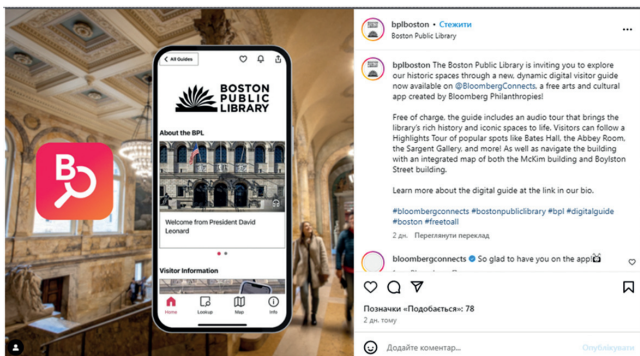 All Guides
BOSTON
PUBLIC
LIBRARY
About the BPL
Welcome from President David
Leonard
Visitor Information
Home
Lookup
Map
Info
B
bplboston • Стежити
Boston Public Library
bplboston The Boston Public Library is inviting you to explore
our historic spaces through a new, dynamic digital visitor guide
now available on @BloombergConnects, a free arts and cultural
app created by Bloomberg Philanthropies!
Free of charge, the guide includes an audio tour that brings the
library's rich history and iconic spaces to life. Visitors can follow a
Highlights Tour of popular spots like Bates Hall, the Abbey Room,
the Sargent Gallery, and more! As well as navigate the building
with an integrated map of both the McKim building and Boylston
Street building.
Learn more about the digital guide at the link in our bio.
#bloombergconnects #bostonpubliclibrary #bpl #digitalguide
#boston #freetoall
2 дн. Переглянути переклад
bloombergconnects So glad to have you on the app!
Позначки «Подобається»: 78
2 дн. тому
Додайте коментар...
Опублікувати